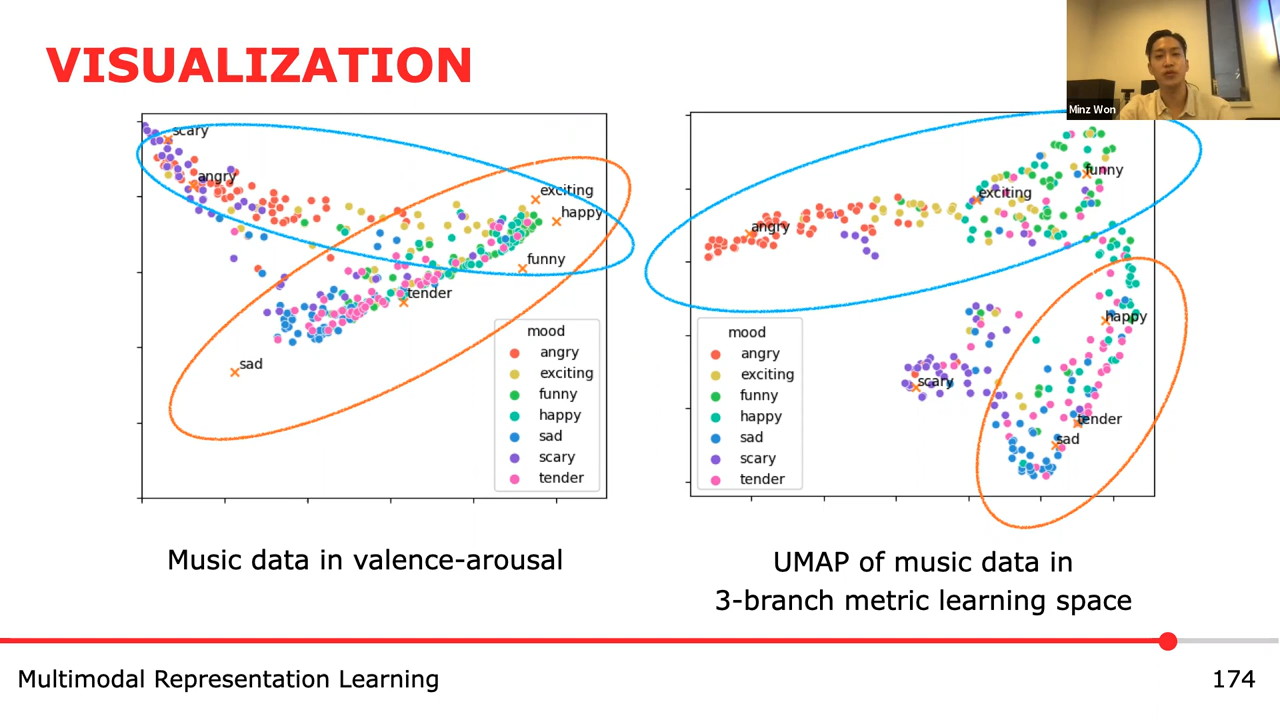 VISUALIZATION
Minz Won
scary
angry
exciting
happy
funny
tender
sad
mood
angry
exciting
funny
happy
sad
scary
tender
funny
exciting
angry
happy
scary
tender
sad
mood
angry
exciting
funny
happy
sad
scary
tender
Music data in valence-arousal
UMAP of music data in
3-branch metric learning space
Multimodal Representation Learning
174